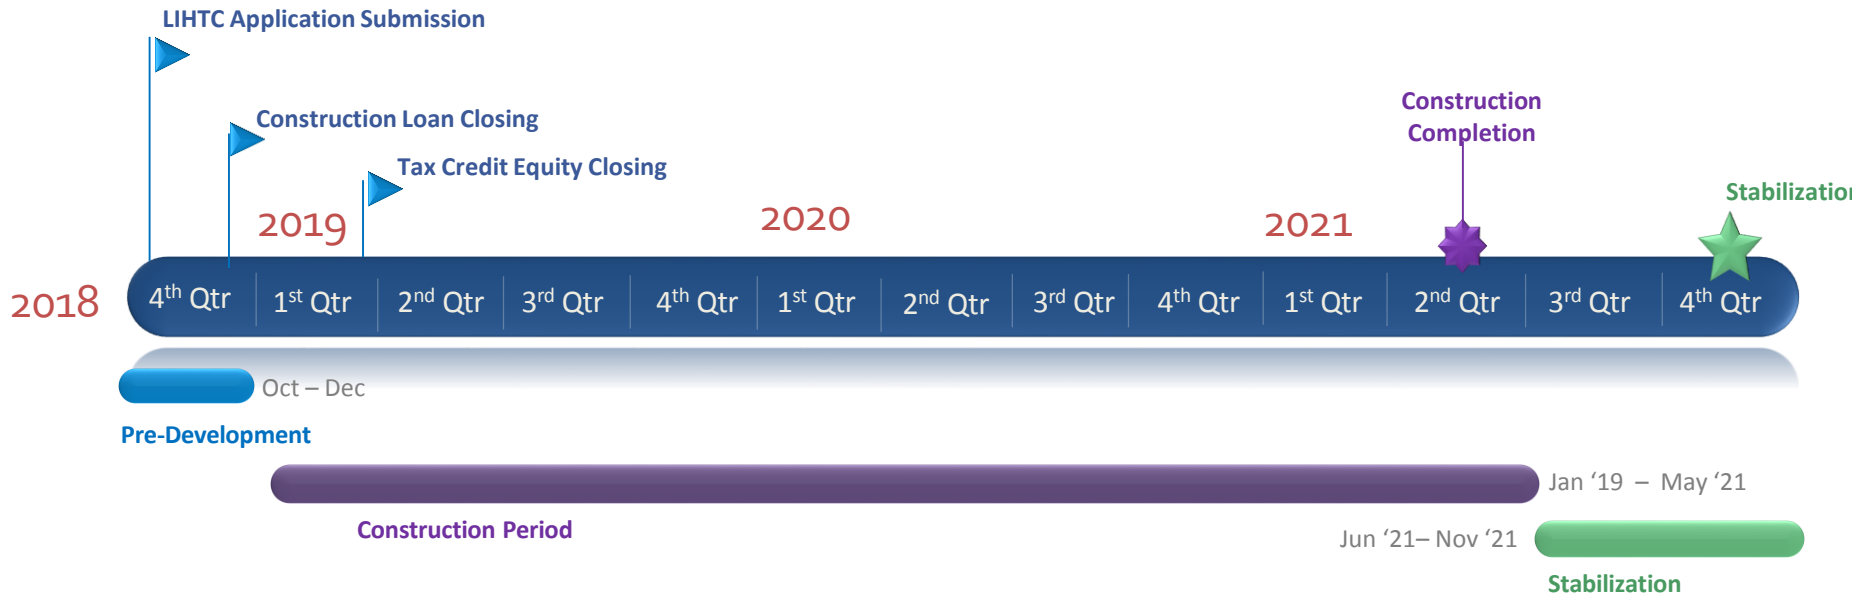 LIHTC Application Submission
Construction Loan Closing
Tax Credit Equity Closing
Construction
Completion
Stabilization
2019
2020
2021
2018
4th Qtr
1st Qtr
2nd Qtr
3rd Qtr
4th Qtr
1st Qtr
2nd Qtr
3rd Qtr
4th Qtr
1st Qtr
2nd Qtr
3rd Qtr
4th Qtr
Oct – Dec
Pre-Development
Jan ‘19 – May ‘21
Construction Period
Jun ‘21– Nov ‘21
Stabilization